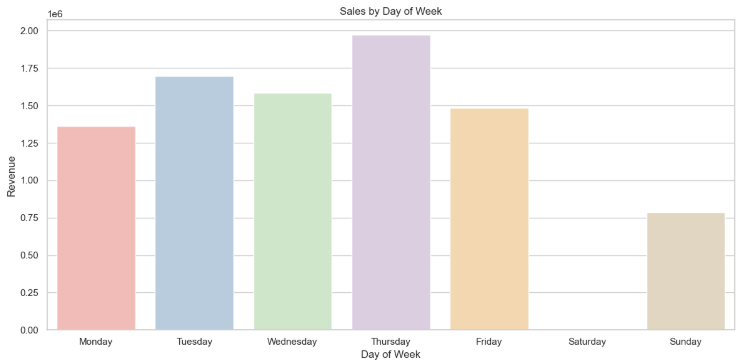 Sales by Day of Week
1e6
2.00
1.75
1.50
1.25
1.00
0.75
0.50
0.25
0.00
Revenue
Monday Tuesday Wednesday Thursday Friday Saturday Sunday
Day of Week